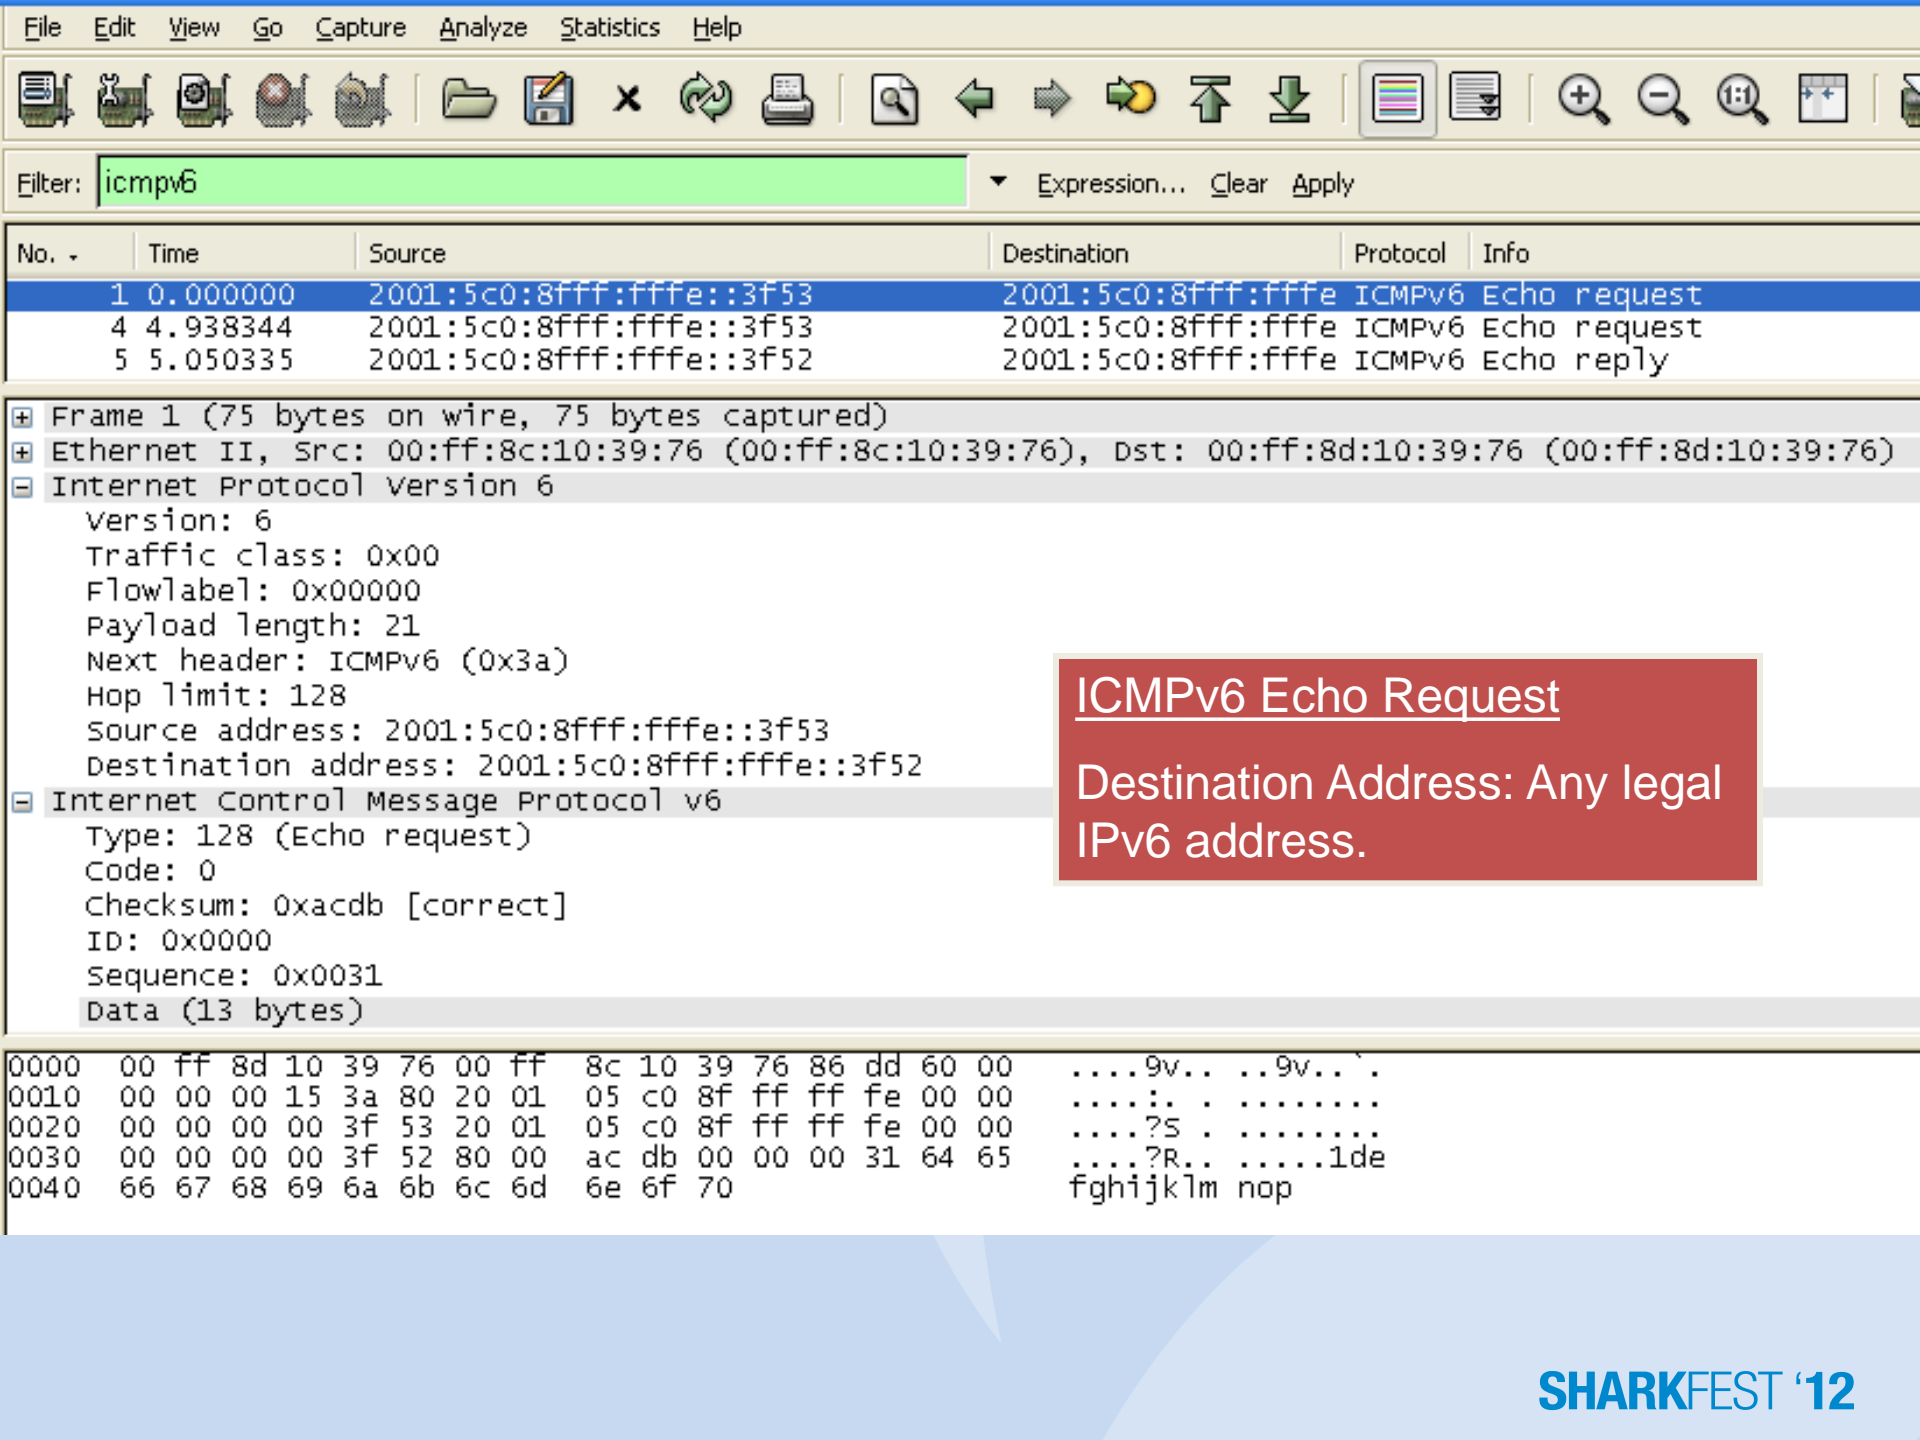 File Edit View Go Capture Analyze Statistics Help
1:1
Filter: icmpv6 Expression... Clear Apply
No. Time Source Destination Protocol Info
1 0.000000 2001:5c0:8fff:fffe::3f53 2001:5c0:8fff:fffe ICMPv6 Echo request
4 4.938344 2001:5c0:8fff:fffe::3f53 2001:5c0:8fff:fffe ICMPv6 Echo request
5 5.050335 2001:5c0:8fff:fffe::3f52 2001:5c0:8fff:fffe ICMPv6 Echo reply
Frame 1 (75 bytes on wire, 75 bytes captured)
Ethernet II, Src: 00:ff:8c:10:39:76 (00:ff:8c:10:39:76), Dst: 00:ff:8d:10:39:76 (00:ff:8d:10:39:76)
Internet Protocol Version 6
Version: 6
Traffic class: 0x00
Flowlabel: 0x00000
Payload length: 21
Next header: ICMPv6 (0x3a)
Hop limit: 128
Source address: 2001:5c0:8fff:fffe::3f53
Destination address: 2001:5c0:8fff:fffe::3f52
Internet Control Message Protocol v6
Type: 128 (Echo request)
Code: 0
Checksum: 0xacdb [correct]
ID: 0x0000
Sequence: 0x0031
Data (13 bytes)
ICMPv6 Echo Request
Destination Address: Any legal
IPv6 address.
0000 00 ff 8d 10 39 76 00 ff 8c 10 39 76 86 dd 60 00 ....9v.. ..9v..`.
0010 00 00 00 15 3a 80 20 01 05 c0 8f ff ff fe 00 00 ....:. . ........
0020 00 00 00 00 3f 53 20 01 05 c0 8f ff ff fe 00 00 ....?S . ........
0030 00 00 00 00 3f 52 80 00 ac db 00 00 00 31 64 65 ....?R.. .....1de
0040 66 67 68 69 6a 6b 6c 6d 6e 6f 70 fghijklm nop
SHARKFEST ‘12